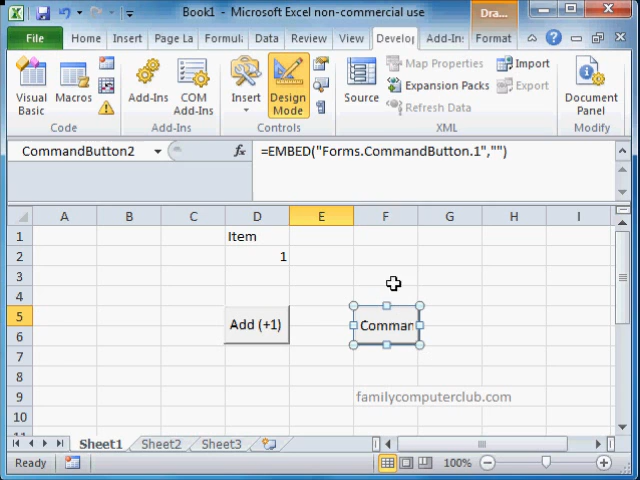 Book1 - Microsoft Excel non-commercial use
Dra...
File Home Insert Page La Formula Data Review View Develop Add-Ins Format
Visual Basic
Macros
Code
Add-Ins
COM Add-Ins
Add-Ins
Insert
Design Mode
Controls
Source
Map Properties
Expansion Packs
Refresh Data
Import
Export
XML
Document Panel
Modify
CommandButton2
fx
=EMBED("Forms.CommandButton.1","")
A B C D E F G H I
1 Item
2 1
3
4
5
Add (+1) Comman
6
7
8
9 familycomputerclub.com
10
Sheet1 Sheet2 Sheet3
Ready 100%